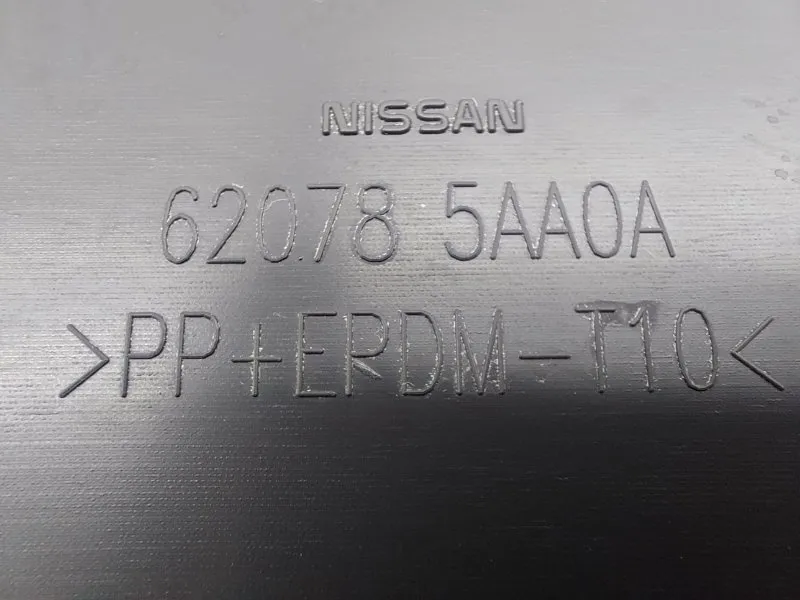 NISSAN
62078 5AA0A
>PP+EPDM-T10<